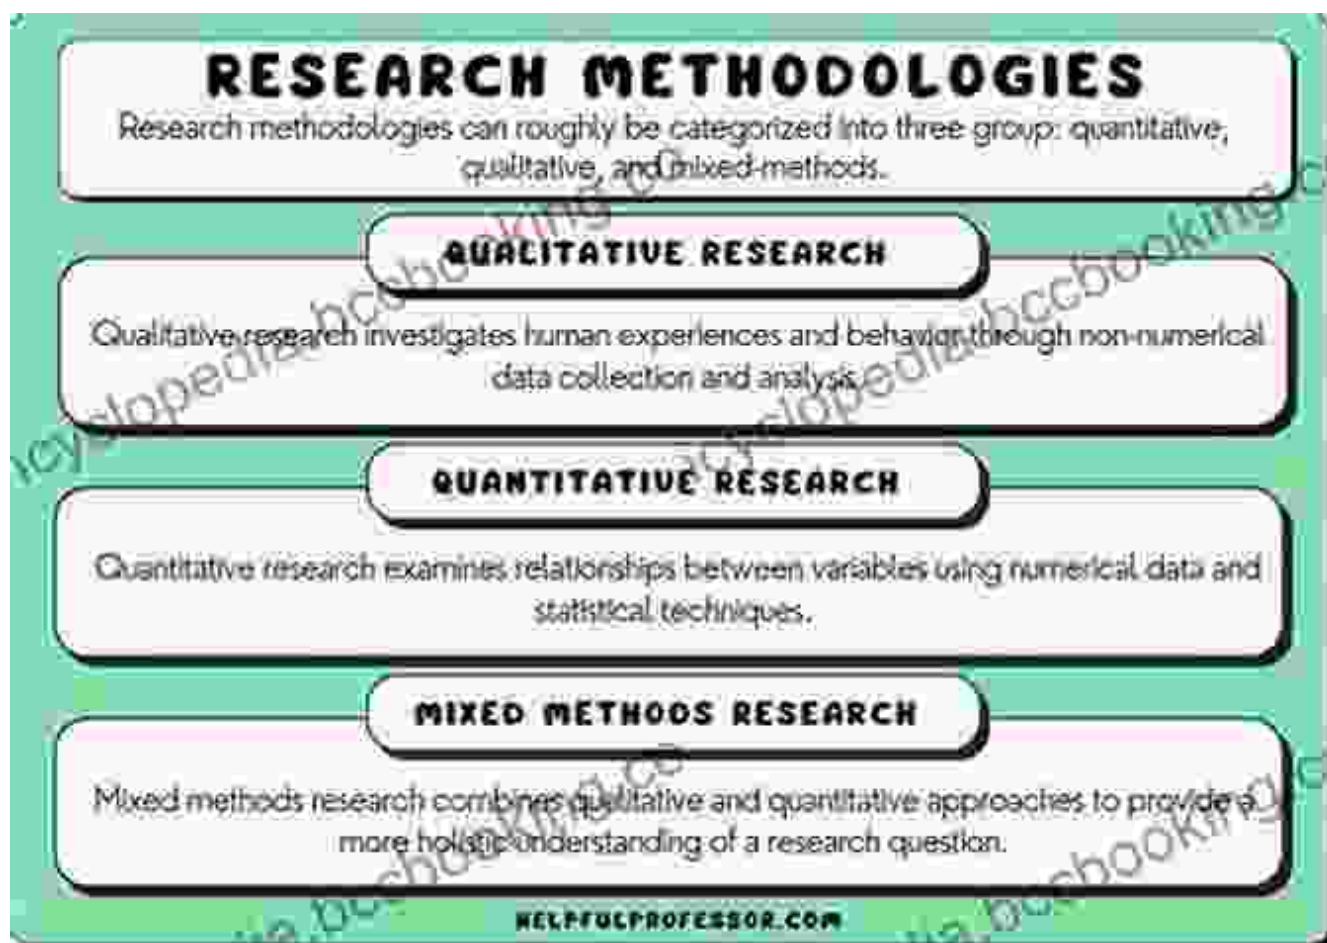 RESEARCH METHODOLOGIES
Research methodologies can roughly be categorized into three group: quantitative,
qualitative, and mixed-methods.
QUALITATIVE RESEARCH
Qualitative research investigates human experiences and behavior through non-numerical
data collection and analysis.
QUANTITATIVE RESEARCH
Quantitative research examines relationships between variables using numerical data and
statistical techniques.
MIXED METHODS RESEARCH
Mixed methods research combines qualitative and quantitative approaches to provide a
more holistic understanding of a research question.
HELPFULPROFESSOR.COM